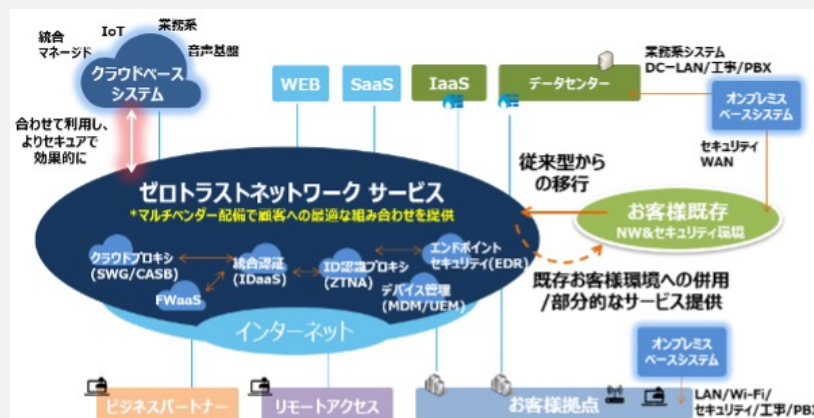 統合
マネージド
IoT
業務系
音声基盤
クラウドベース
システム
合わせて利用し、
よりセキュアで
効果的に
WEB
SaaS
IaaS
データセンター
業務系システム
DCーLAN/工事/PBX
オンプレミス
ベースシステム
セキュリティ
WAN
従来型から
の移行
ゼロトラストネットワーク サービス
*マルチベンダー配備で顧客への最適な組み合わせを提供
お客様既存
NW&セキュリティ環境
クラウドプロキシ
(SWG/CASB)
統合認証
(IDaaS)
ID認識プロキシ
(ZTNA)
エンドポイント
セキュリティ(EDR)
FWaaS
デバイス管理
(MDM/UEM)
既存お客様環境への併用
/部分的なサービス提供
インターネット
オンプレミス
ベースシステム
ビジネスパートナー
リモートアクセス
お客様拠点
LAN/Wi-Fi/
セキュリティ/工事/PBX